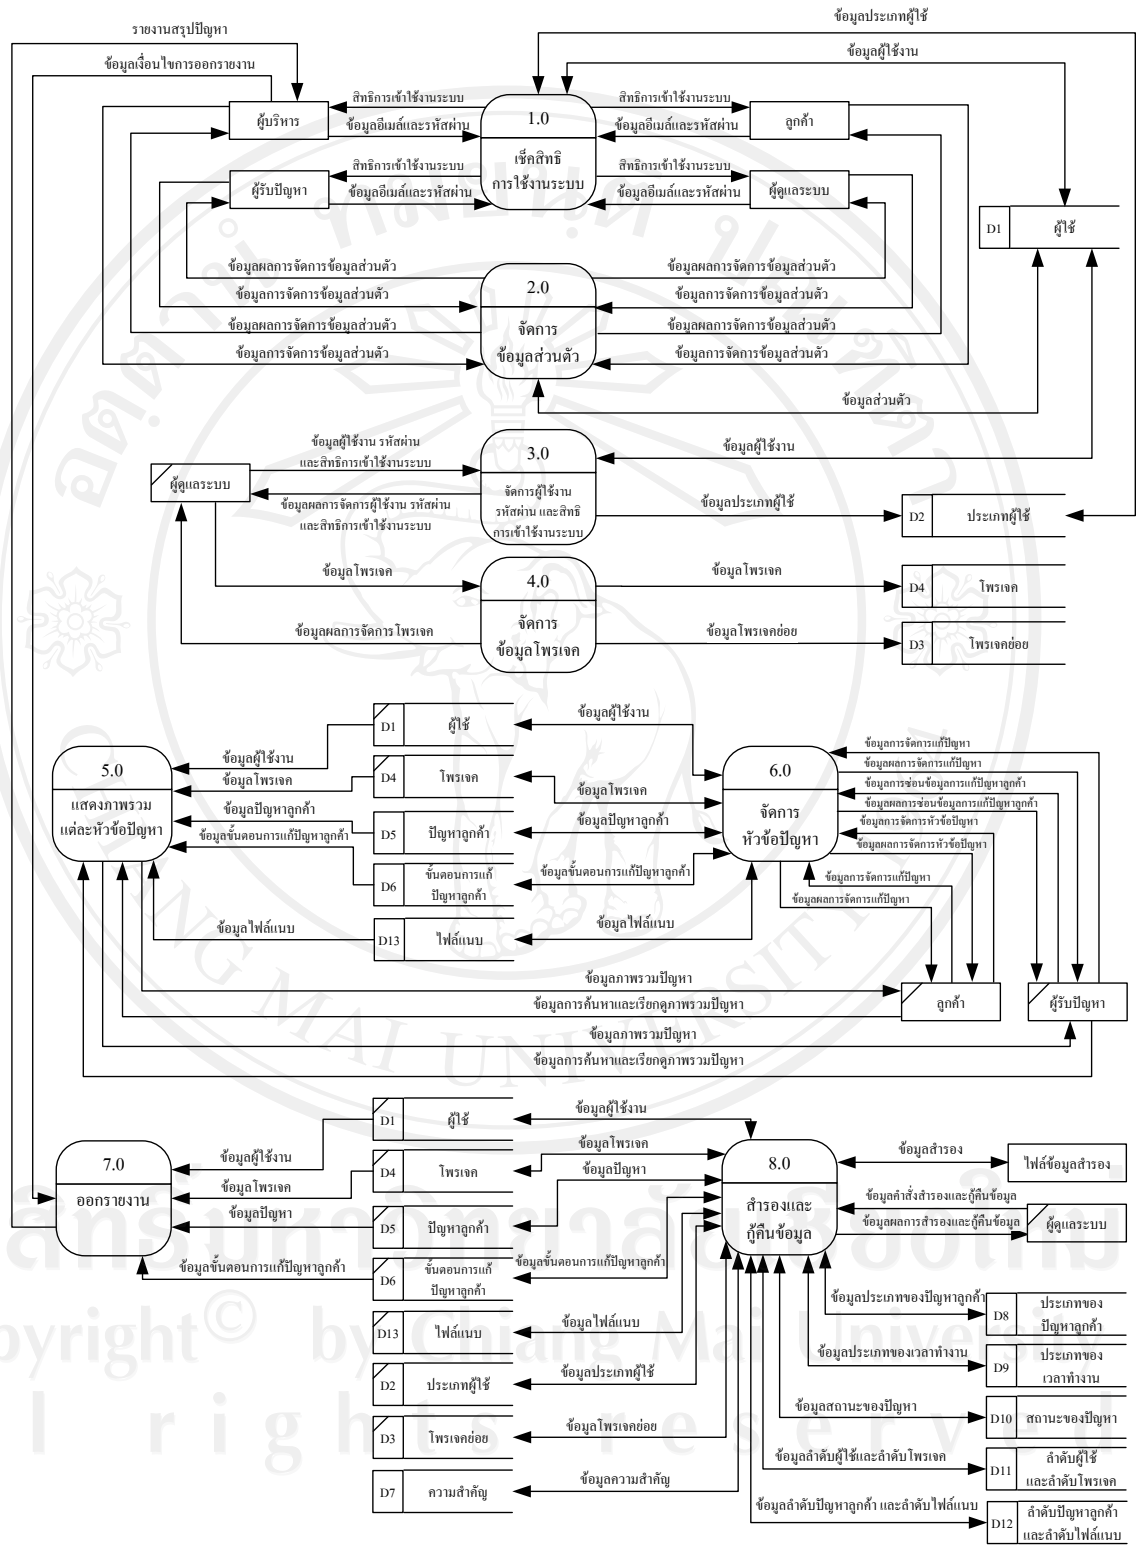 ข้อมูลประเภทผู้ใช้
รายงานสรุปปัญหา
ข้อมูลผู้ใช้งาน
ข้อมูลเงื่อนไขการออกรายงาน
ผู้บริหาร
สิทธิการเข้าใช้งานระบบ
ข้อมูลอีเมล์และรหัสผ่าน
1.0
เช็คสิทธิ
การใช้งานระบบ
สิทธิการเข้าใช้งานระบบ
ข้อมูลอีเมล์และรหัสผ่าน
ลูกค้า
ผู้รับปัญหา
สิทธิการเข้าใช้งานระบบ
ข้อมูลอีเมล์และรหัสผ่าน
สิทธิการเข้าใช้งานระบบ
ข้อมูลอีเมล์และรหัสผ่าน
ผู้ดูแลระบบ
D1 ผู้ใช้
ข้อมูลผลการจัดการข้อมูลส่วนตัว
ข้อมูลการจัดการข้อมูลส่วนตัว
ข้อมูลผลการจัดการข้อมูลส่วนตัว
ข้อมูลการจัดการข้อมูลส่วนตัว
2.0
จัดการ
ข้อมูลส่วนตัว
ข้อมูลผลการจัดการข้อมูลส่วนตัว
ข้อมูลการจัดการข้อมูลส่วนตัว
ข้อมูลผลการจัดการข้อมูลส่วนตัว
ข้อมูลการจัดการข้อมูลส่วนตัว
ข้อมูลส่วนตัว
ผู้ดูแลระบบ
ข้อมูลผู้ใช้งาน รหัสผ่าน
และสิทธิการเข้าใช้งานระบบ
ข้อมูลผลการจัดการผู้ใช้งาน รหัสผ่าน
และสิทธิการเข้าใช้งานระบบ
3.0
จัดการผู้ใช้งาน
รหัสผ่าน และสิทธิ
การเข้าใช้งานระบบ
ข้อมูลผู้ใช้งาน
ข้อมูลประเภทผู้ใช้
D2 ประเภทผู้ใช้
ข้อมูลโพรเจค
ข้อมูลผลการจัดการโพรเจค
4.0
จัดการ
ข้อมูลโพรเจค
ข้อมูลโพรเจค
D4 โพรเจค
ข้อมูลโพรเจคย่อย
D3 โพรเจคย่อย
5.0
แสดงภาพรวม
แต่ละหัวข้อปัญหา
ข้อมูลผู้ใช้งาน
ข้อมูลโพรเจค
ข้อมูลปัญหาลูกค้า
ข้อมูลขั้นตอนการแก้ปัญหาลูกค้า
ข้อมูลไฟล์แนบ
D1 ผู้ใช้
D4 โพรเจค
D5 ปัญหาลูกค้า
D6 ขั้นตอนการแก้
ปัญหาลูกค้า
D13 ไฟล์แนบ
ข้อมูลผู้ใช้งาน
ข้อมูลโพรเจค
ข้อมูลปัญหาลูกค้า
ข้อมูลขั้นตอนการแก้ปัญหาลูกค้า
ข้อมูลไฟล์แนบ
6.0
จัดการ
หัวข้อปัญหา
ข้อมูลการจัดการแก้ปัญหา
ข้อมูลผลการจัดการแก้ปัญหา
ข้อมูลการซ่อนข้อมูลการแก้ปัญหาลูกค้า
ข้อมูลผลการซ่อนข้อมูลการแก้ปัญหาลูกค้า
ข้อมูลการจัดการหัวข้อปัญหา
ข้อมูลผลการจัดการหัวข้อปัญหา
ข้อมูลการจัดการแก้ปัญหา
ข้อมูลผลการจัดการแก้ปัญหา
ลูกค้า
ผู้รับปัญหา
ข้อมูลภาพรวมปัญหา
ข้อมูลการค้นหาและเรียกดูภาพรวมปัญหา
ข้อมูลภาพรวมปัญหา
ข้อมูลการค้นหาและเรียกดูภาพรวมปัญหา
7.0
ออกรายงาน
ข้อมูลผู้ใช้งาน
ข้อมูลโพรเจค
ข้อมูลปัญหา
ข้อมูลขั้นตอนการแก้ปัญหาลูกค้า
D1 ผู้ใช้
D4 โพรเจค
D5 ปัญหาลูกค้า
D6 ขั้นตอนการแก้
ปัญหาลูกค้า
D13 ไฟล์แนบ
D2 ประเภทผู้ใช้
D3 โพรเจคย่อย
D7 ความสำคัญ
ข้อมูลผู้ใช้งาน
ข้อมูลโพรเจค
ข้อมูลปัญหา
ข้อมูลขั้นตอนการแก้ปัญหาลูกค้า
ข้อมูลไฟล์แนบ
ข้อมูลประเภทผู้ใช้
ข้อมูลโพรเจคย่อย
ข้อมูลความสำคัญ
8.0
สำรองและ
กู้คืนข้อมูล
ข้อมูลสำรอง
ไฟล์ข้อมูลสำรอง
ข้อมูลคำสั่งสำรองและกู้คืนข้อมูล
ข้อมูลผลการสำรองและกู้คืนข้อมูล
ผู้ดูแลระบบ
ข้อมูลประเภทของปัญหาลูกค้า
D8 ประเภทของ
ปัญหาลูกค้า
ข้อมูลประเภทของเวลาทำงาน
D9 ประเภทของ
เวลาทำงาน
ข้อมูลสถานะของปัญหา
D10 สถานะของปัญหา
ข้อมูลลำดับผู้ใช้และลำดับโพรเจค
D11 ลำดับผู้ใช้
และลำดับโพรเจค
ข้อมูลลำดับปัญหาลูกค้า และลำดับไฟล์แนบ
D12 ลำดับปัญหาลูกค้า
และลำดับไฟล์แนบ
CHIANG MAI UNIVERSITY
opyright © by Chiang Mai University
l rights reserved